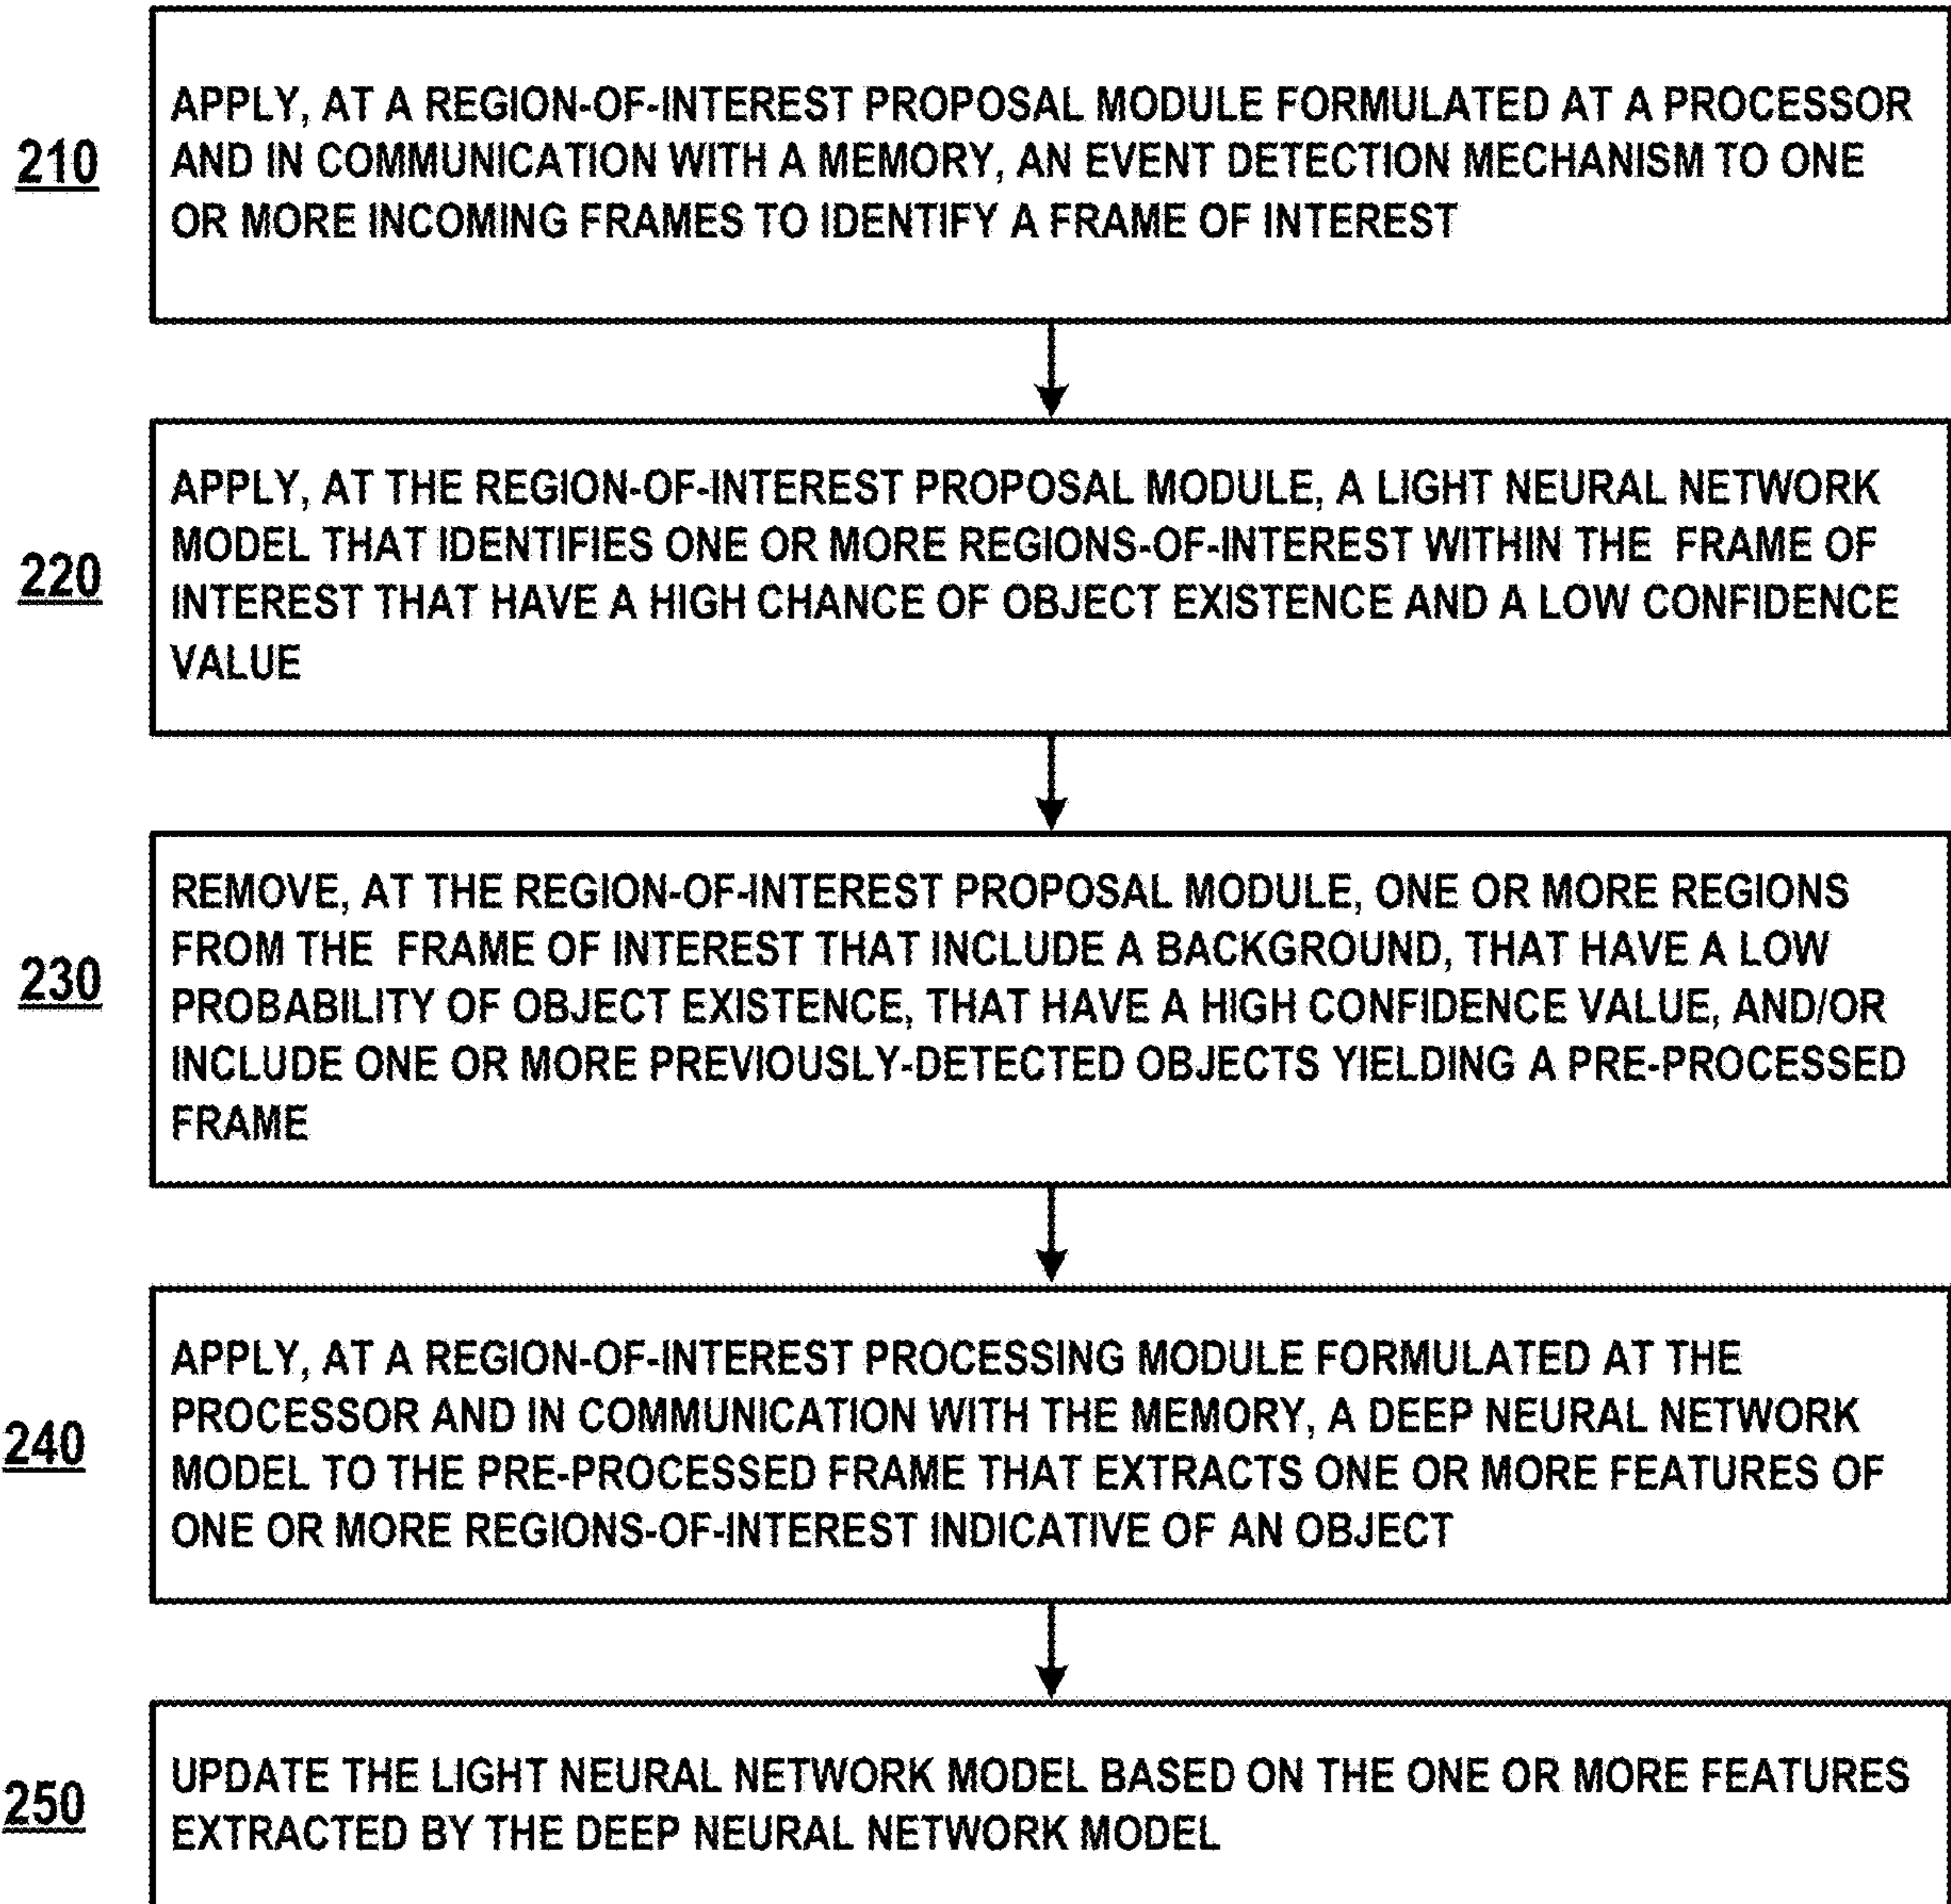 210
APPLY, AT A REGION-OF-INTEREST PROPOSAL MODULE FORMULATED AT A PROCESSOR
AND IN COMMUNICATION WITH A MEMORY, AN EVENT DETECTION MECHANISM TO ONE
OR MORE INCOMING FRAMES TO IDENTIFY A FRAME OF INTEREST
220
APPLY, AT THE REGION-OF-INTEREST PROPOSAL MODULE, A LIGHT NEURAL NETWORK
MODEL THAT IDENTIFIES ONE OR MORE REGIONS-OF-INTEREST WITHIN THE FRAME OF
INTEREST THAT HAVE A HIGH CHANCE OF OBJECT EXISTENCE AND A LOW CONFIDENCE
VALUE
230
REMOVE, AT THE REGION-OF-INTEREST PROPOSAL MODULE, ONE OR MORE REGIONS
FROM THE FRAME OF INTEREST THAT INCLUDE A BACKGROUND, THAT HAVE A LOW
PROBABILITY OF OBJECT EXISTENCE, THAT HAVE A HIGH CONFIDENCE VALUE, AND/OR
INCLUDE ONE OR MORE PREVIOUSLY-DETECTED OBJECTS YIELDING A PRE-PROCESSED
FRAME
240
APPLY, AT A REGION-OF-INTEREST PROCESSING MODULE FORMULATED AT THE
PROCESSOR AND IN COMMUNICATION WITH THE MEMORY, A DEEP NEURAL NETWORK
MODEL TO THE PRE-PROCESSED FRAME THAT EXTRACTS ONE OR MORE FEATURES OF
ONE OR MORE REGIONS-OF-INTEREST INDICATIVE OF AN OBJECT
250
UPDATE THE LIGHT NEURAL NETWORK MODEL BASED ON THE ONE OR MORE FEATURES
EXTRACTED BY THE DEEP NEURAL NETWORK MODEL